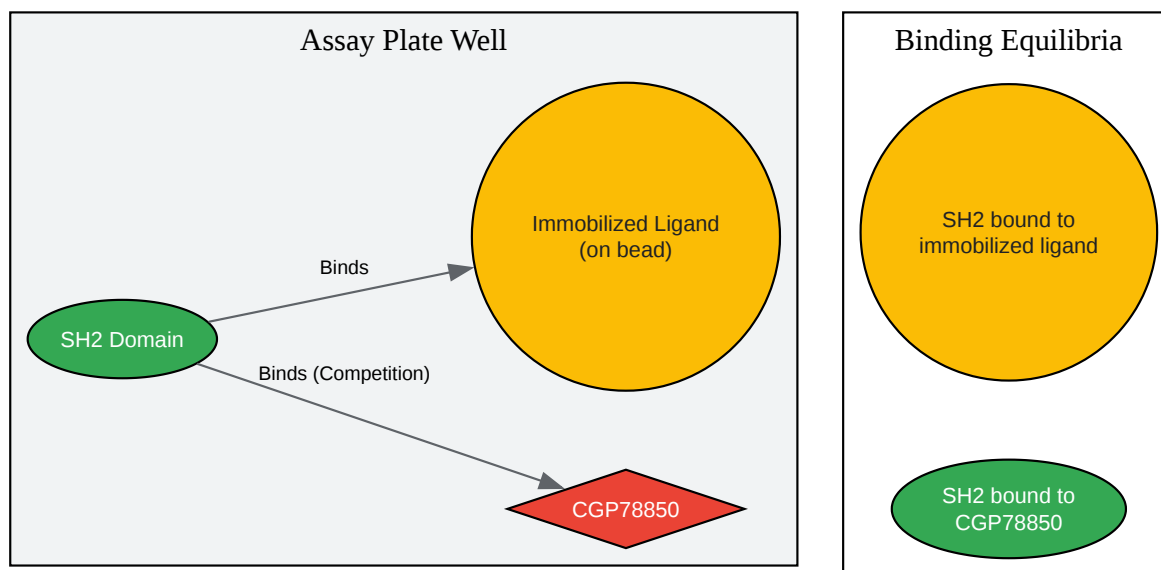 Assay Plate Well
Immobilized Ligand
(on bead)
Binds
SH2 Domain
Binds (Competition)
CGP78850
Binding Equilibria
SH2 bound to
immobilized ligand
SH2 bound to
CGP78850